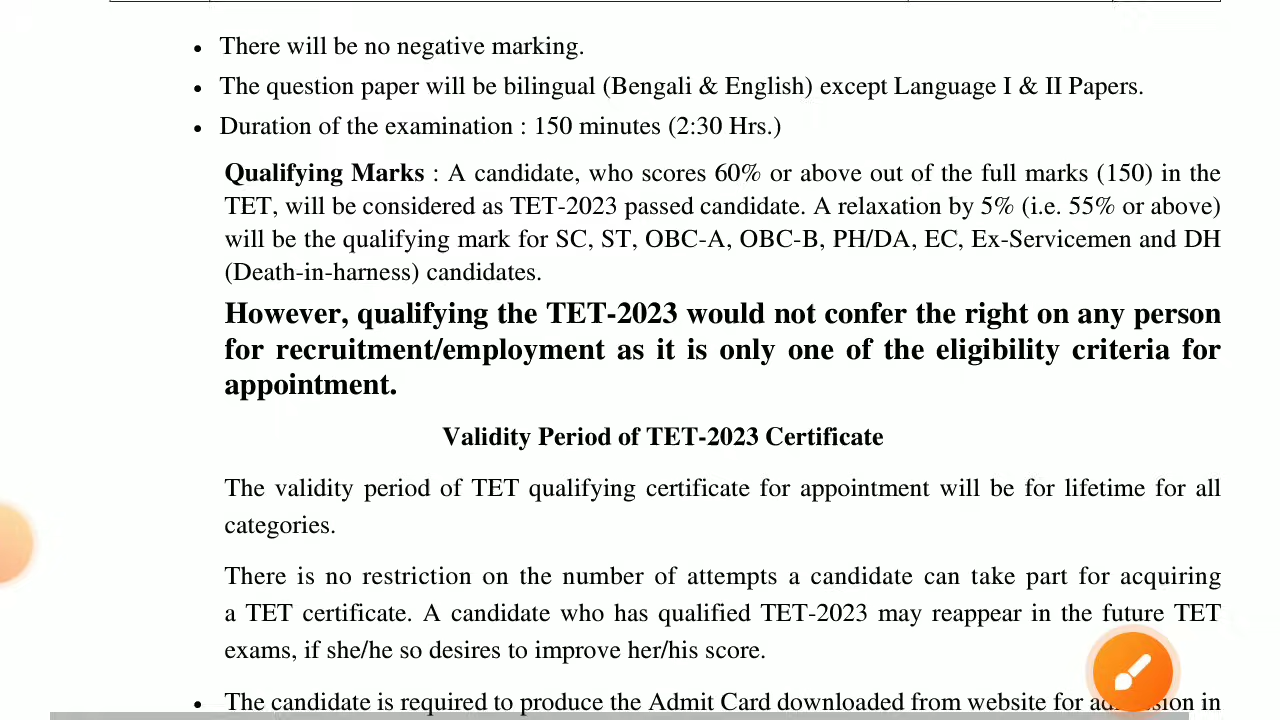 • There will be no negative marking.
• The question paper will be bilingual (Bengali & English) except Language I & II Papers.
• Duration of the examination : 150 minutes (2:30 Hrs.)
Qualifying Marks : A candidate, who scores 60% or above out of the full marks (150) in the
TET, will be considered as TET-2023 passed candidate. A relaxation by 5% (i.e. 55% or above)
will be the qualifying mark for SC, ST, OBC-A, OBC-B, PH/DA, EC, Ex-Servicemen and DH
(Death-in-harness) candidates.
However, qualifying the TET-2023 would not confer the right on any person
for recruitment/employment as it is only one of the eligibility criteria for
appointment.
Validity Period of TET-2023 Certificate
The validity period of TET qualifying certificate for appointment will be for lifetime for all
categories.
There is no restriction on the number of attempts a candidate can take part for acquiring
a TET certificate. A candidate who has qualified TET-2023 may reappear in the future TET
exams, if she/he so desires to improve her/his score.
• The candidate is required to produce the Admit Card downloaded from website for in